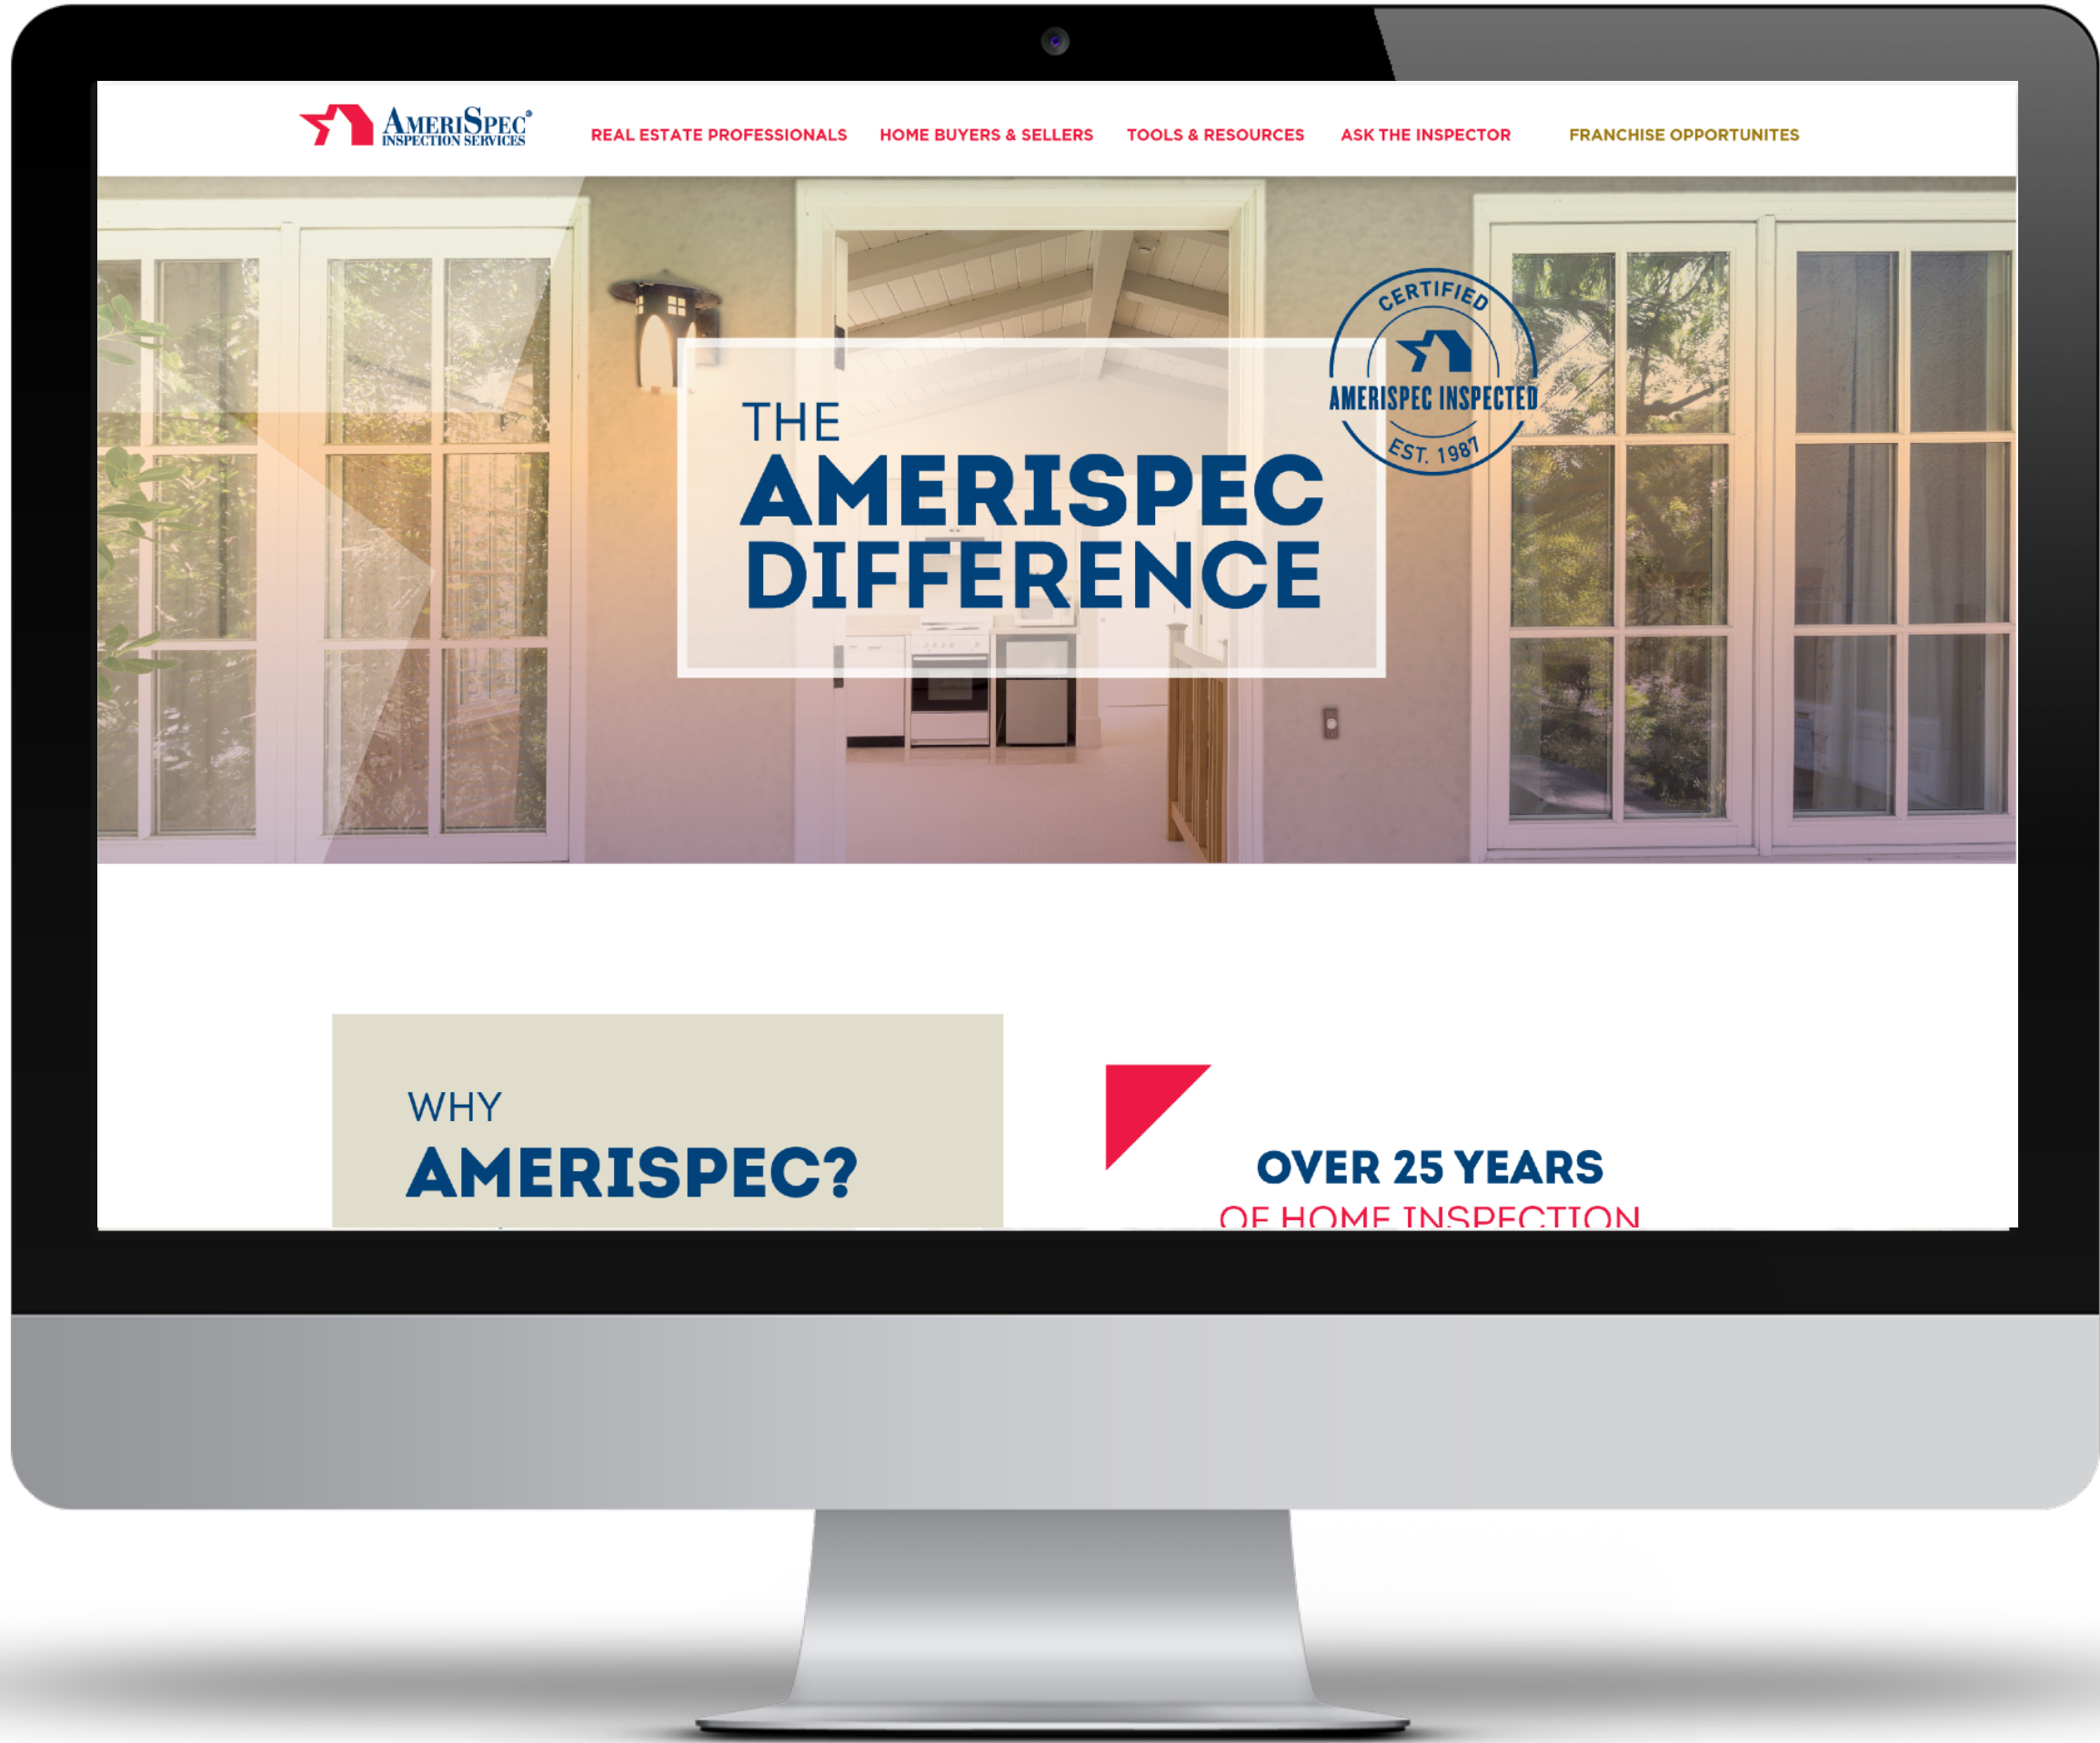 AMERISPEC®
INSPECTION SERVICES
REAL ESTATE PROFESSIONALS HOME BUYERS & SELLERS TOOLS & RESOURCES ASK THE INSPECTOR FRANCHISE OPPORTUNITES
CERTIFIED
AMERISPEC INSPECTED
EST. 1987
THE
AMERISPEC
DIFFERENCE
WHY
AMERISPEC?
OVER 25 YEARS
OF HOME INSPECTION